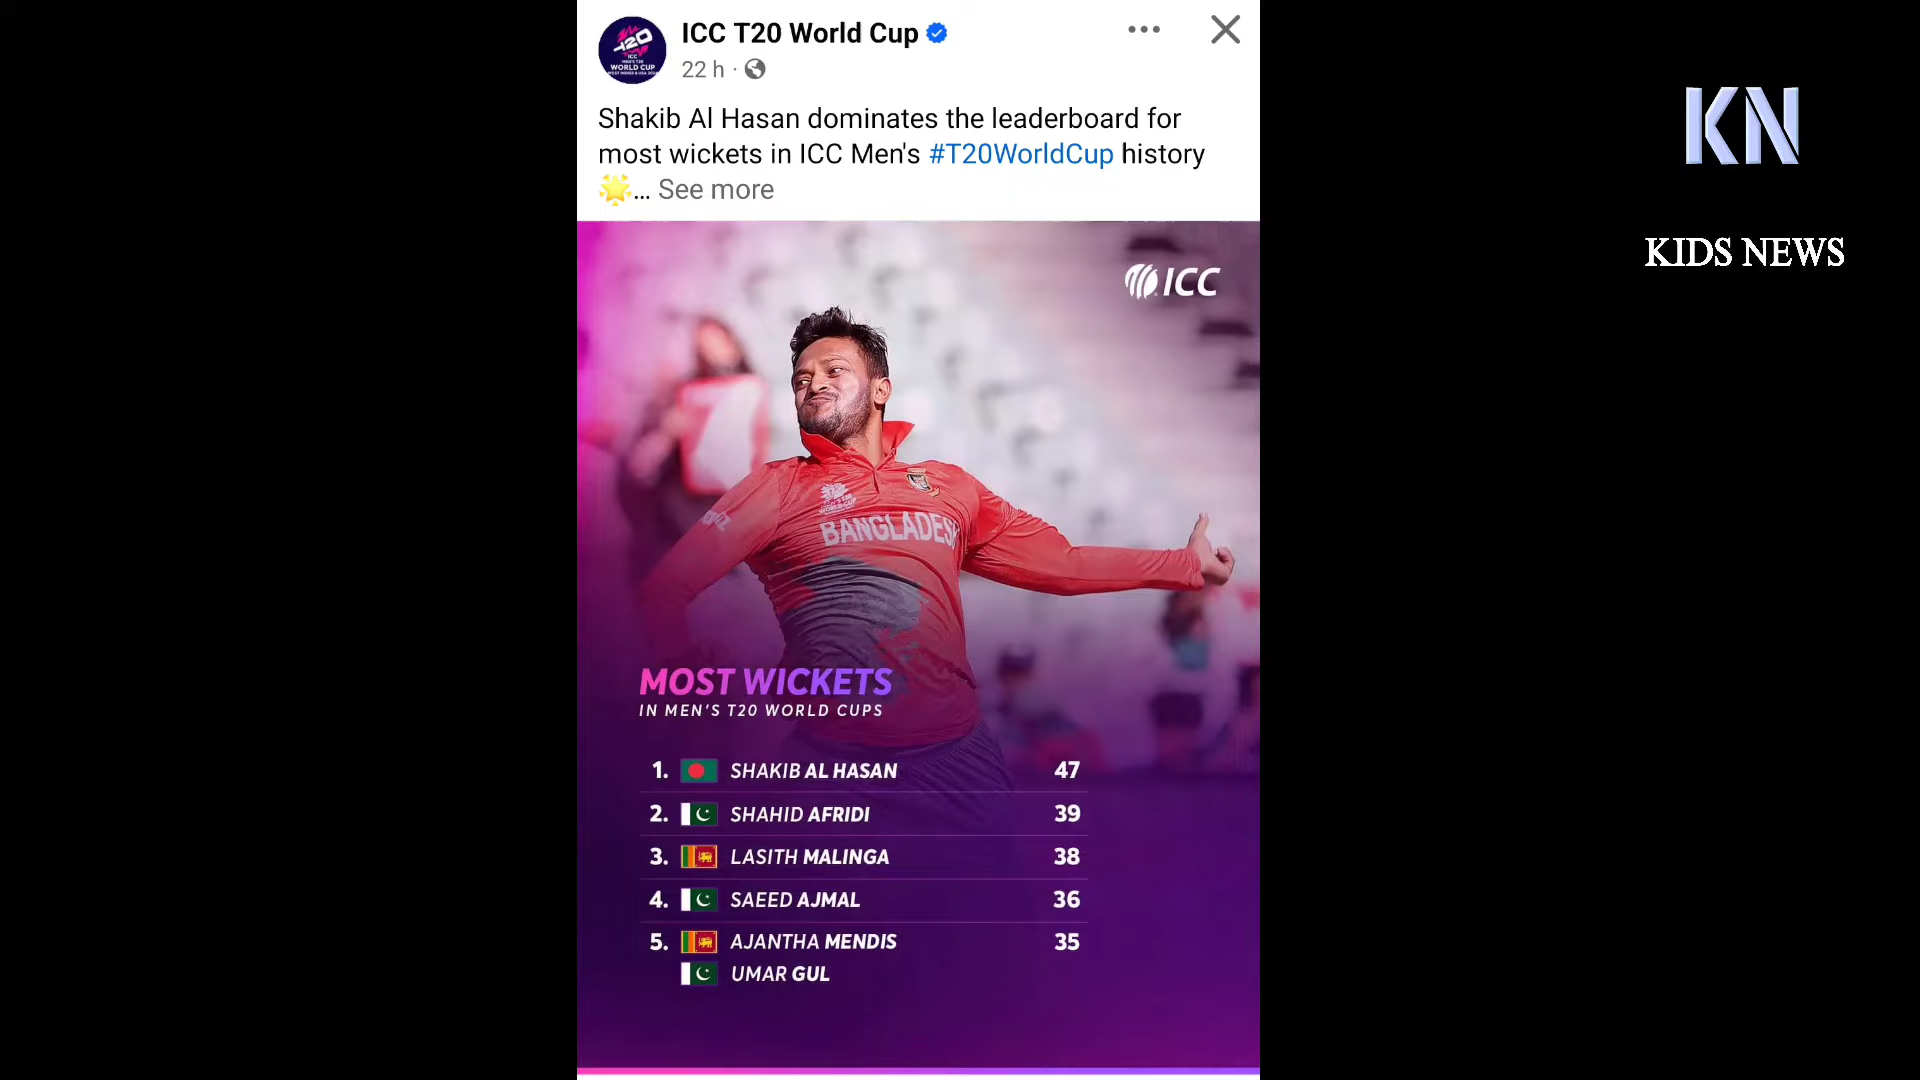 ICC T20 World Cup
22 h ·
Shakib Al Hasan dominates the leaderboard for
most wickets in ICC Men's #T20WorldCup history
🌟... See more
KN
KIDS NEWS
ICC
BANGLADESH
MOST WICKETS
IN MEN'S T20 WORLD CUPS
1. SHAKIB AL HASAN 47
2. SHAHID AFRIDI 39
3. LASITH MALINGA 38
4. SAEED AJMAL 36
5. AJANTHA MENDIS 35
UMAR GUL